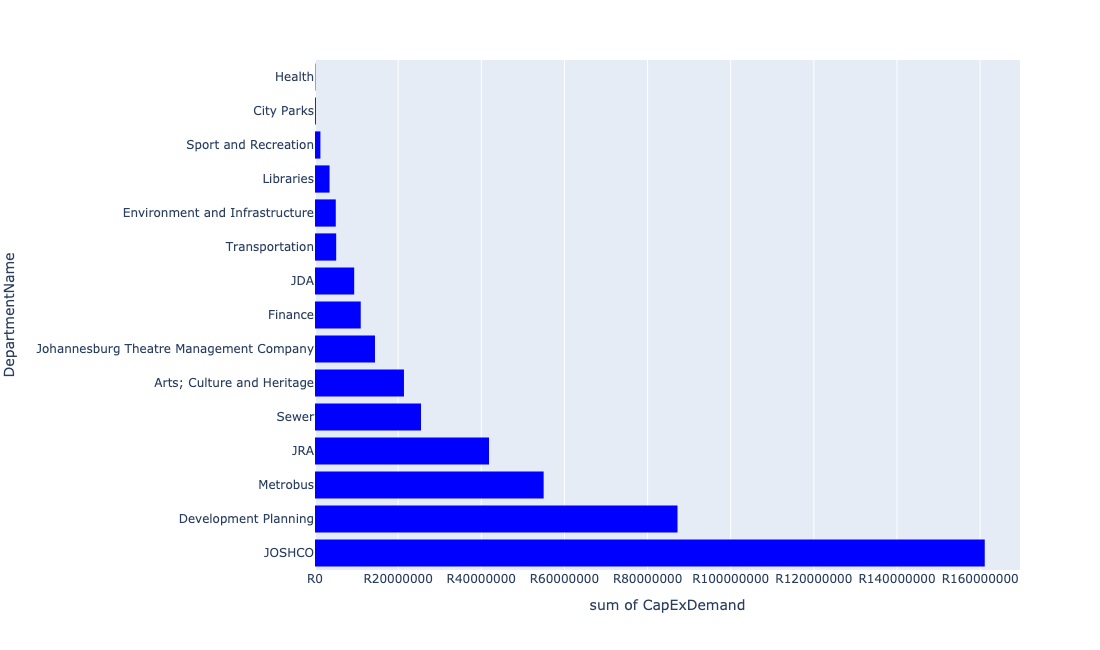 DepartmentName
Health
City Parks
Sport and Recreation
Libraries
Environment and Infrastructure
Transportation
JDA
Finance
Johannesburg Theatre Management Company
Arts; Culture and Heritage
Sewer
JRA
Metrobus
Development Planning
JOSHCO
R0 R20000000 R40000000 R60000000 R80000000 R100000000 R120000000 R140000000 R160000000
sum of CapExDemand